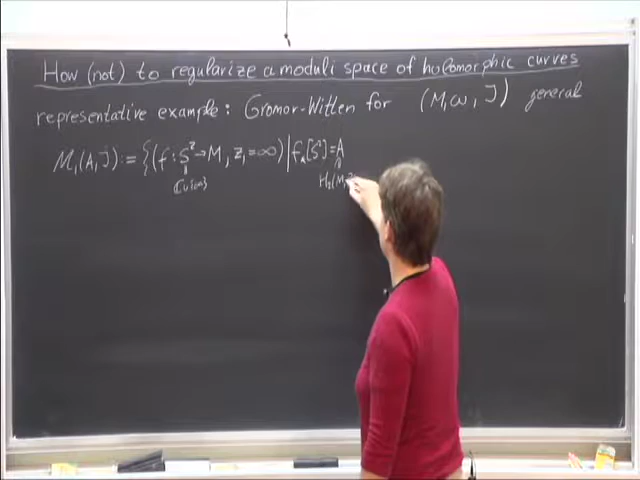 How (not) to regularize a moduli space of holomorphic curves
representative example: Gromov-Witten for (M, ω, J) general
M₁(A,J) := {(f: S² → M, z₁ = ∞) | f_*[S²] = A
ℂ∪{∞} H₂(M